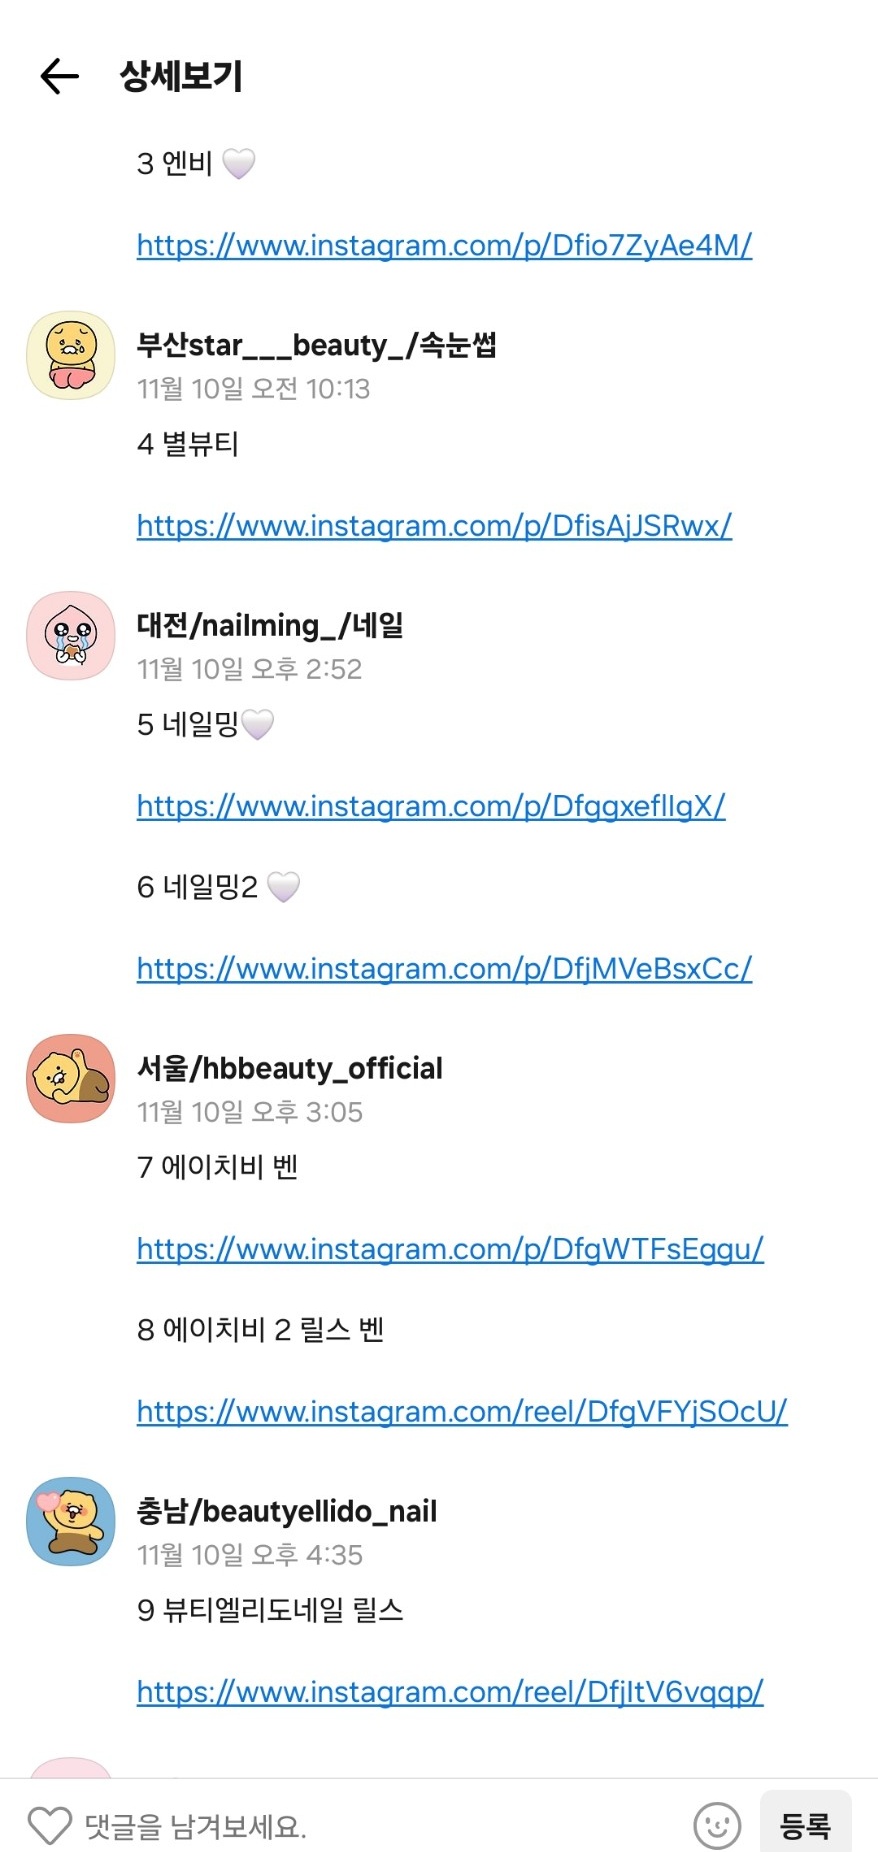 상세보기
3 엔비 🤍
https://www.instagram.com/p/Dfio7ZyAe4M/
부산star___beauty_/속눈썹
11월 10일 오전 10:13
4 별뷰티
https://www.instagram.com/p/DfisAjJSRwx/
대전/nailming_/네일
11월 10일 오후 2:52
5 네일밍🤍
https://www.instagram.com/p/DfggxeflIgX/
6 네일밍2 🤍
https://www.instagram.com/p/DfjMVeBsxCc/
서울/hbbeauty_official
11월 10일 오후 3:05
7 에이치비 벤
https://www.instagram.com/p/DfgWTFsEggu/
8 에이치비 2 릴스 벤
https://www.instagram.com/reel/DfgVFYjSOcU/
충남/beautyellido_nail
11월 10일 오후 4:35
9 뷰티엘리도네일 릴스
https://www.instagram.com/reel/DfjItV6vqqp/
댓글을 남겨보세요.
등록